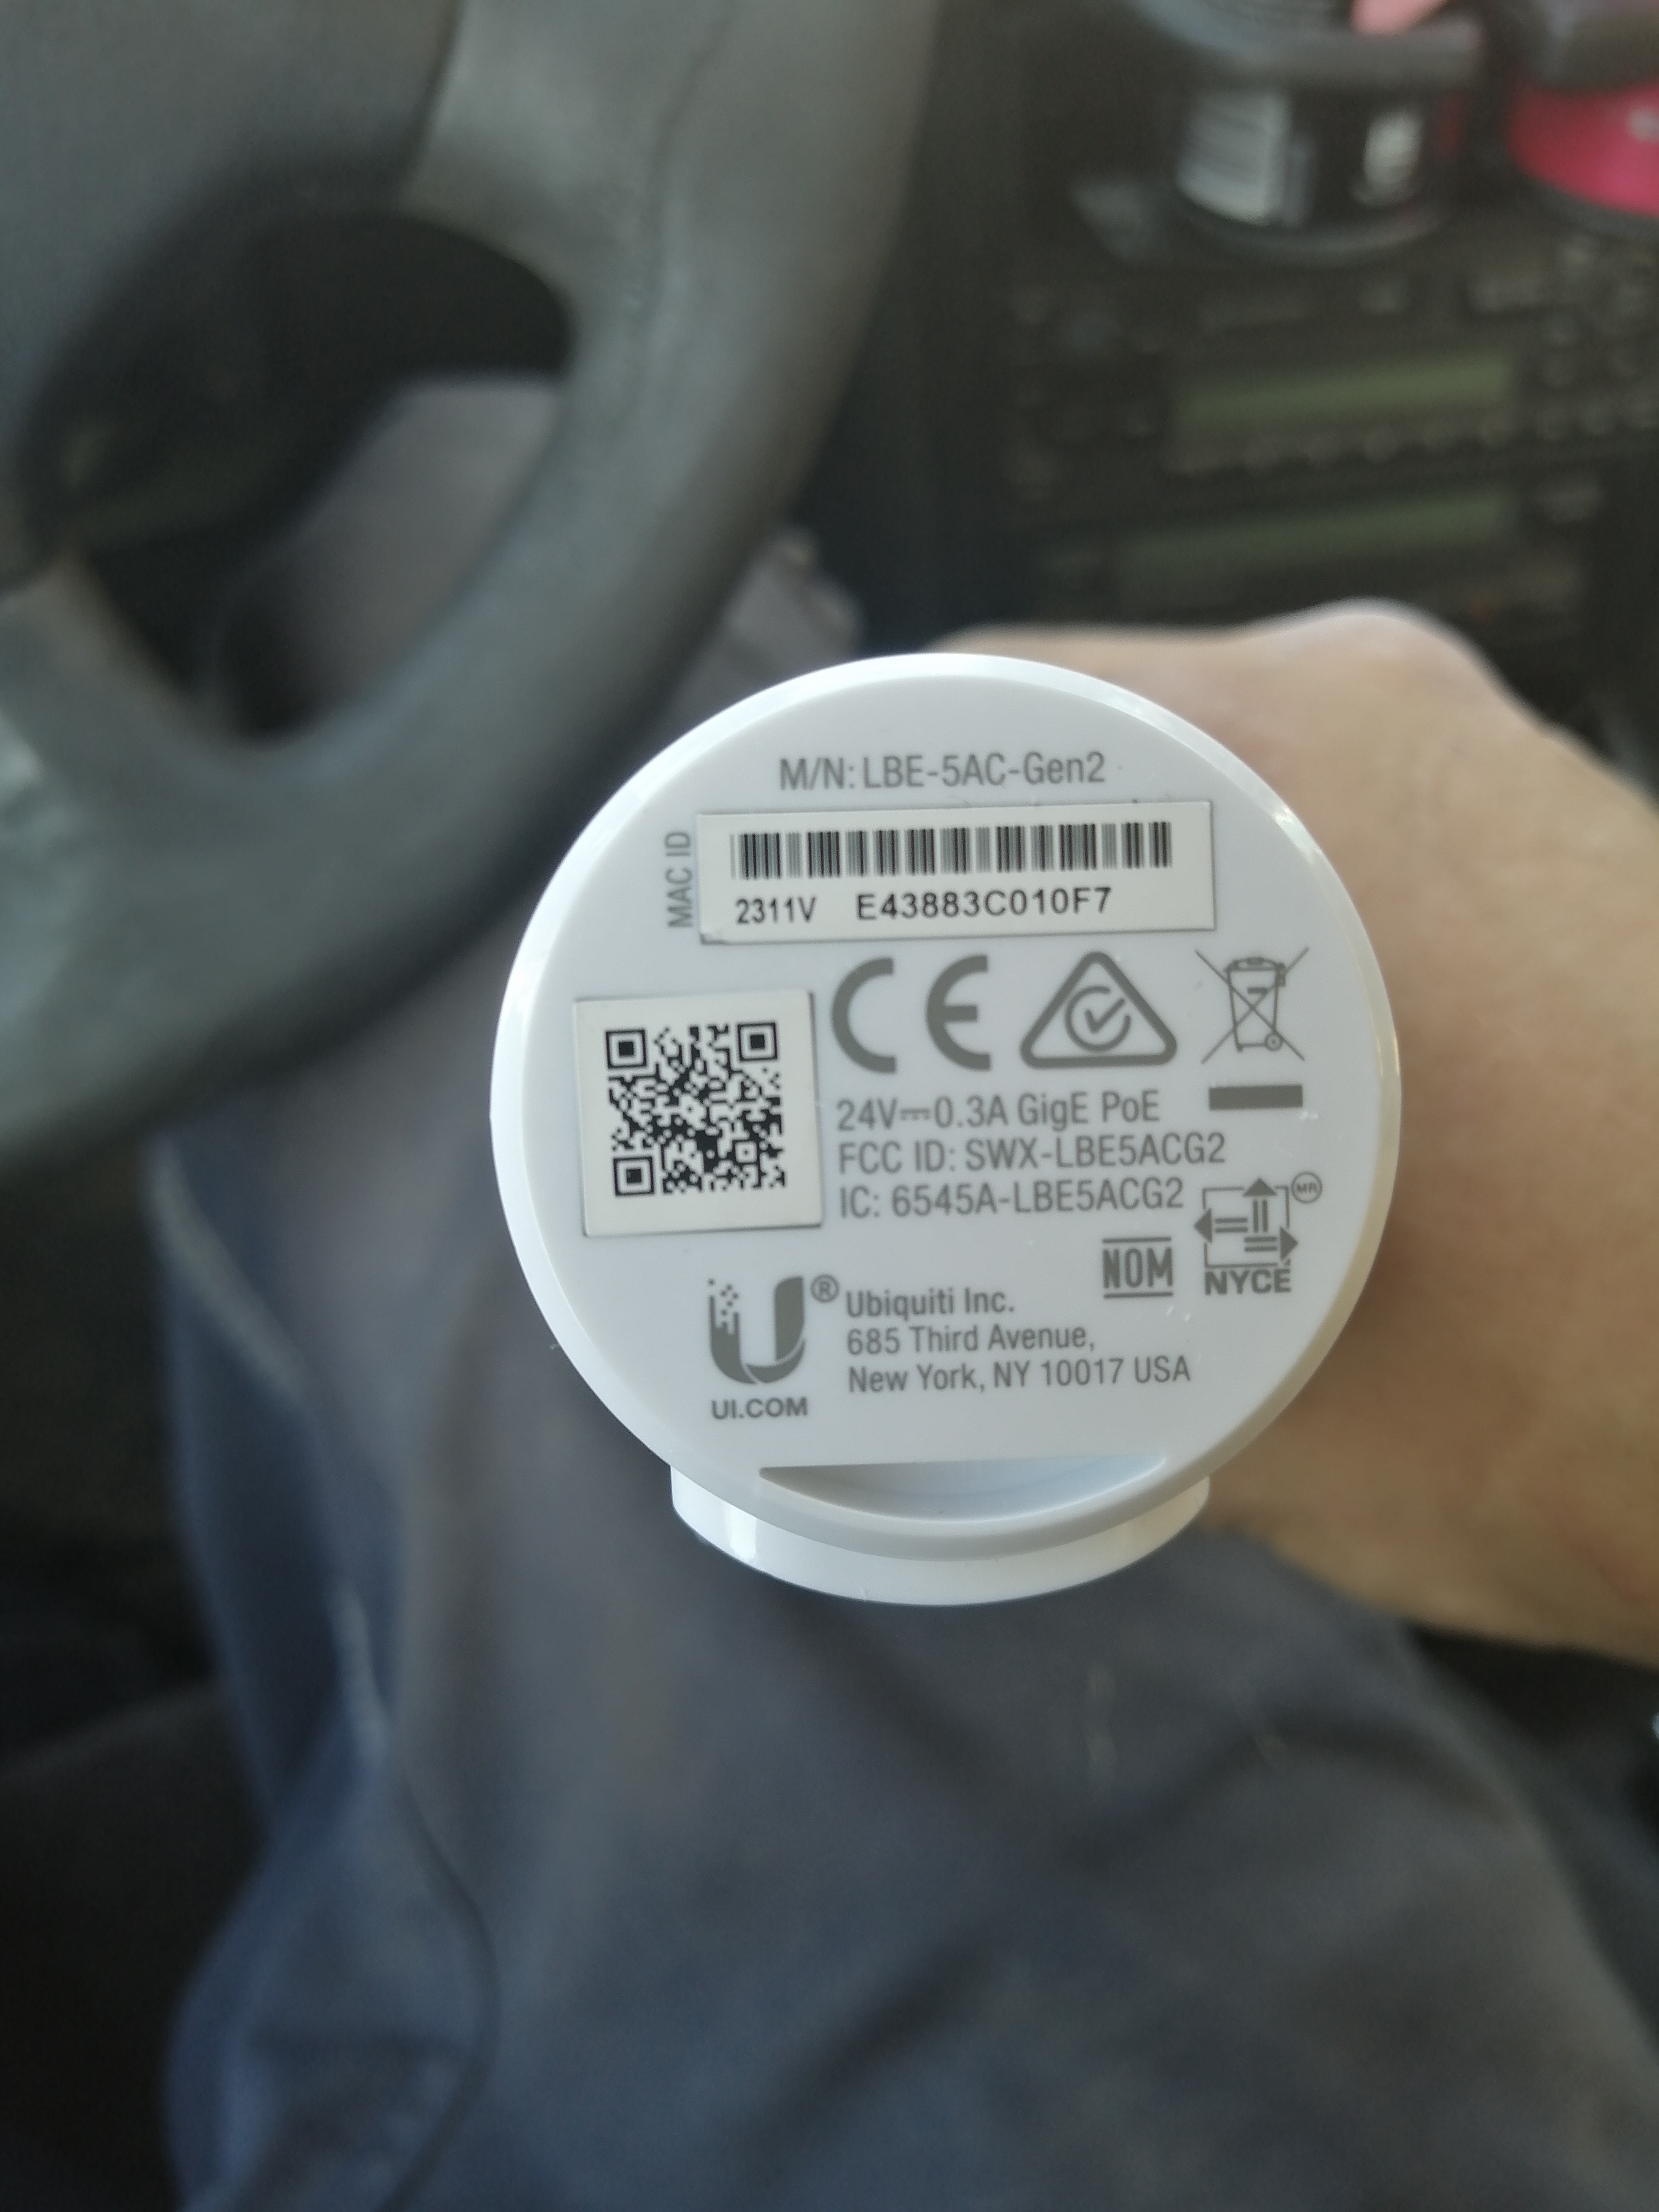 M/N: LBE-5AC-Gen2
MAC ID
2311V E43883C010F7
CE
24V⎓0.3A GigE PoE
FCC ID: SWX-LBE5ACG2
IC: 6545A-LBE5ACG2
MR
NOM
NYCE
U®
Ubiquiti Inc.
685 Third Avenue,
New York, NY 10017 USA
UI.COM